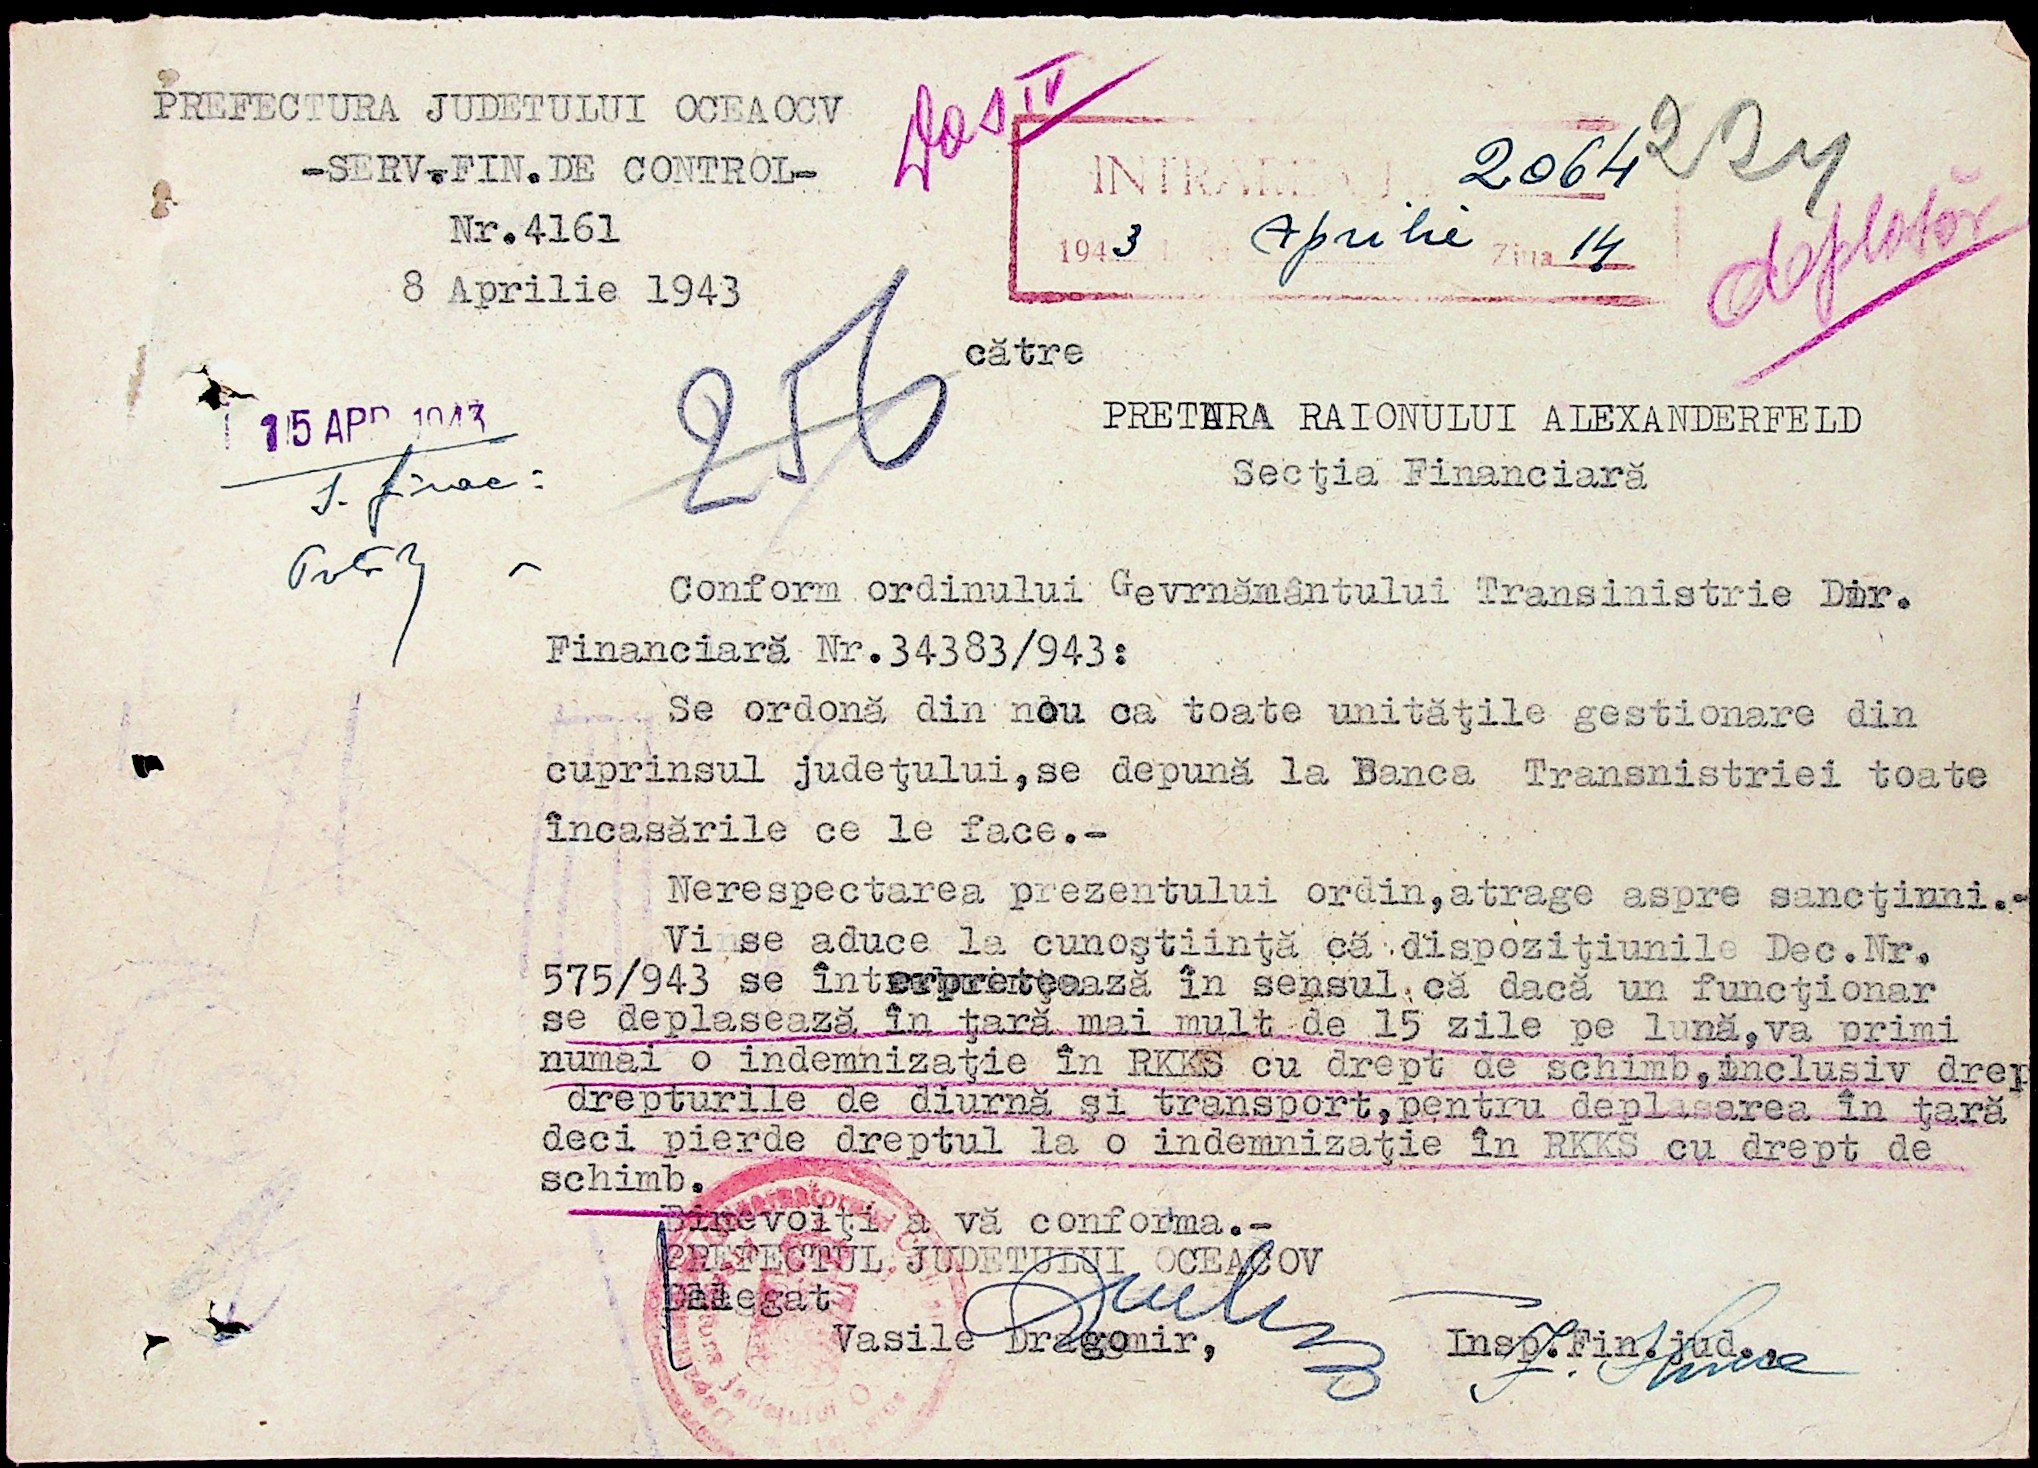 PREFECTURA JUDETULUI OCEAOCV
-SERV.FIN.DE CONTROL-
Nr.4161
8 Aprilie 1943
Dos IV
INTRARE
2064
1943 Aprilie Ziua 14
către
15 APR 1943
256
PRETURA RAIONULUI ALEXANDERFELD
Secţia Financiară
Conform ordinului Gevrnământului Transinistrie Dir.
Financiară Nr.34383/943:
Se ordonă din nou ca toate unităţile gestionare din
cuprinsul judeţului,se depună la Banca Transnistriei toate
încasările ce le face.-
Nerespectarea prezentului ordin,atrage aspre sancţinni.-
Vi se aduce la cunoştiinţă că dispoziţiunile Dec.Nr.
575/943 se interpretează în sensul că dacă un funcţionar
se deplasează în ţară mai mult de 15 zile pe lună,va primi
numai o indemnizaţie în RKKS cu drept de schimb,inclusiv drep
drepturile de diurnă şi transport,pentru deplasarea în ţară
deci pierde dreptul la o indemnizaţie în RKKS cu drept de
schimb.
Binevoiţi a vă conforma.-
PREFECTUL JUDETULUI OCEACOV
Delegat
Vasile Dragomir,
Insp.Fin.jud.,